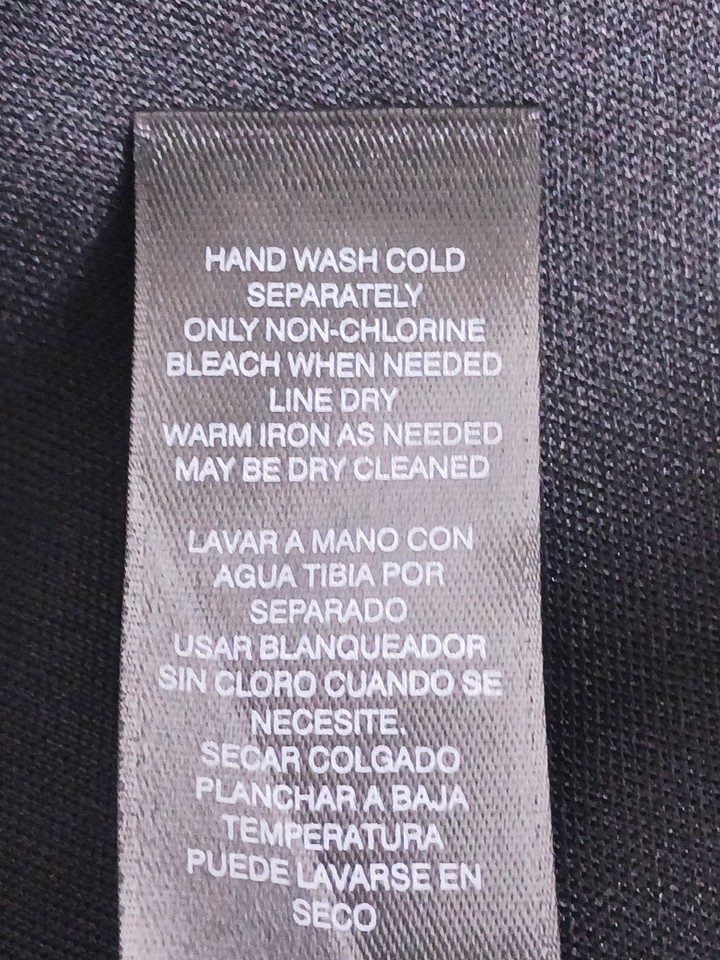 HAND WASH COLD
SEPARATELY
ONLY NON-CHLORINE
BLEACH WHEN NEEDED
LINE DRY
WARM IRON AS NEEDED
MAY BE DRY CLEANED
LAVAR A MANO CON
AGUA TIBIA POR
SEPARADO
USAR BLANQUEADOR
SIN CLORO CUANDO SE
NECESITE.
SECAR COLGADO
PLANCHAR A BAJA
TEMPERATURA
PUEDE LAVARSE EN
SECO